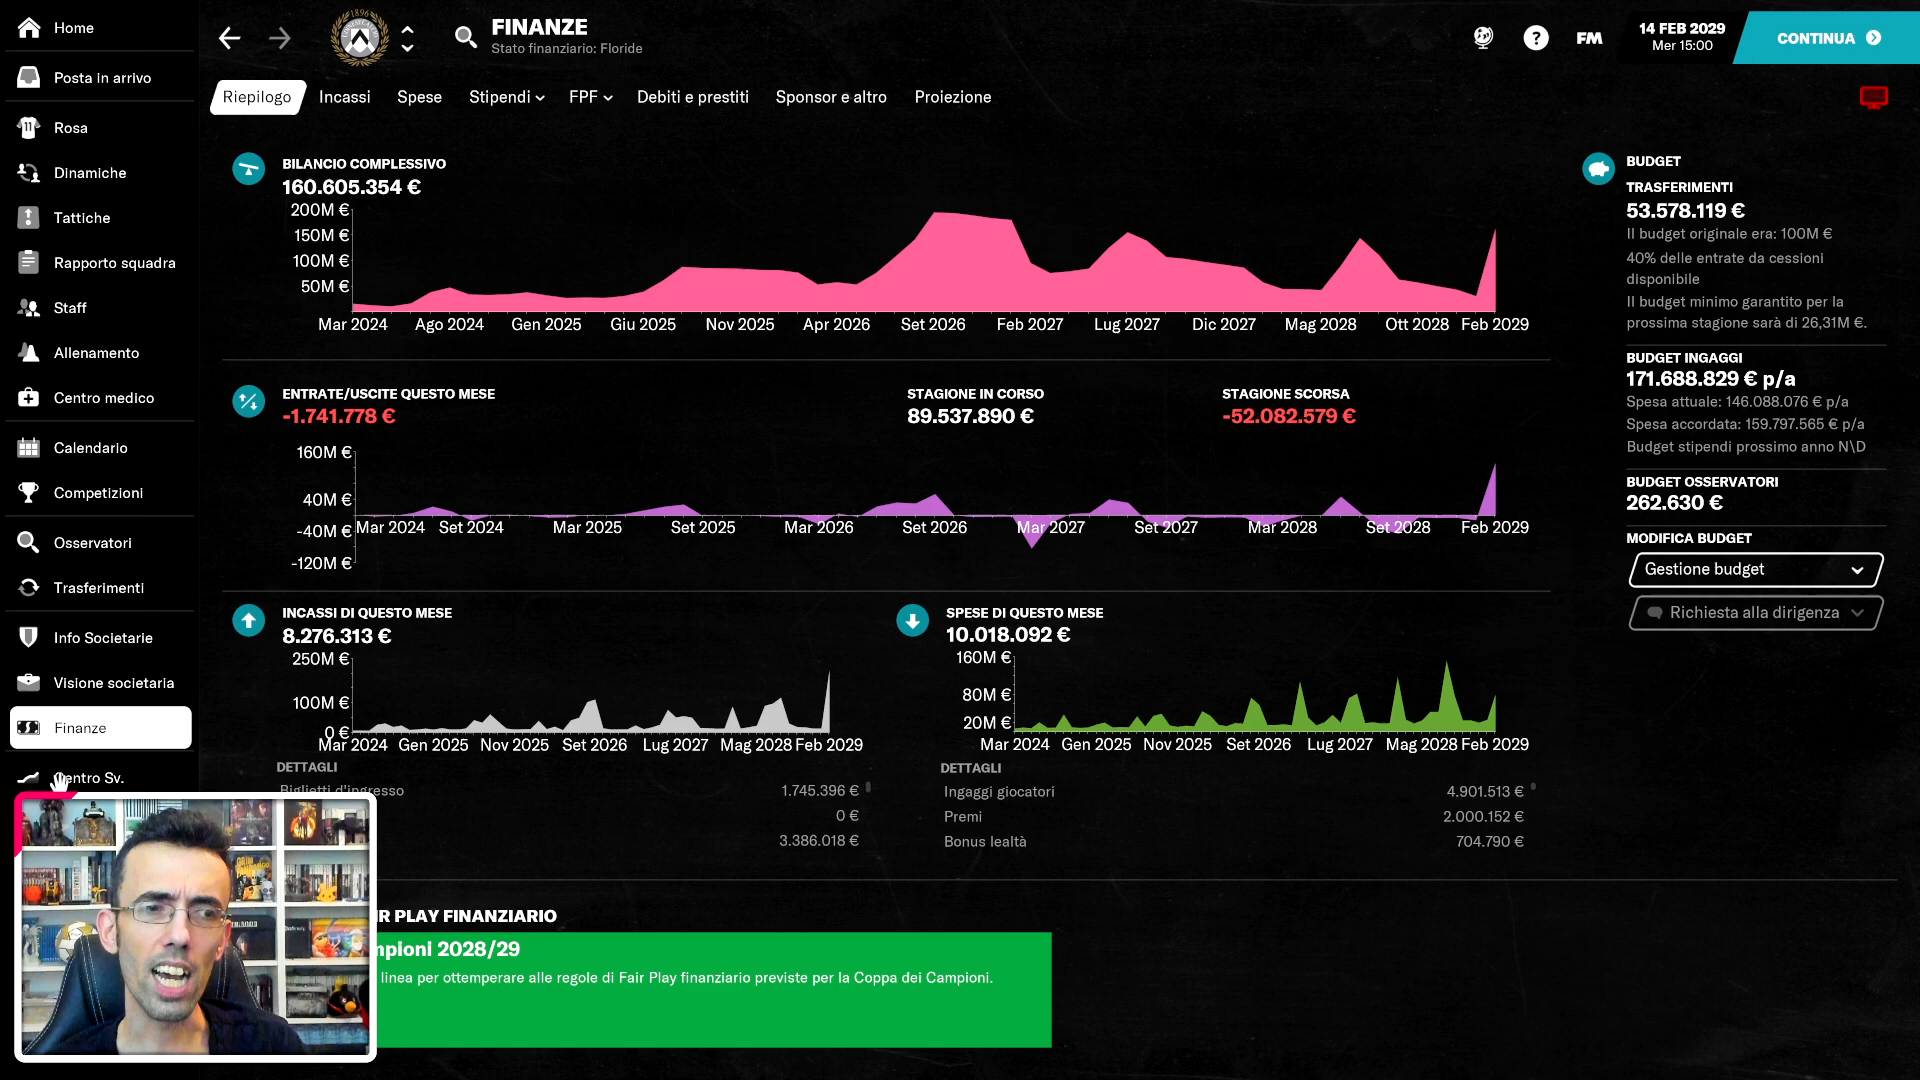 Home
Posta in arrivo
Rosa
Dinamiche
Tattiche
Rapporto squadra
Staff
Allenamento
Centro medico
Calendario
Competizioni
Osservatori
Trasferimenti
Info Societarie
Visione societaria
Finanze
entro Sv.
1896
FINANZE
Stato finanziario: Floride
FM
14 FEB 2029
Mer 15:00
CONTINUA
Riepilogo
Incassi
Spese
Stipendi
FPF
Debiti e prestiti
Sponsor e altro
Proiezione
BILANCIO COMPLESSIVO
160.605.354 €
200M €
150M €
100M €
50M €
Mar 2024 Ago 2024 Gen 2025 Giu 2025 Nov 2025 Apr 2026 Set 2026 Feb 2027 Lug 2027 Dic 2027 Mag 2028 Ott 2028 Feb 2029
ENTRATE/USCITE QUESTO MESE
-1.741.778 €
STAGIONE IN CORSO
89.537.890 €
STAGIONE SCORSA
-52.082.579 €
160M €
40M €
-40M €
-120M €
Mar 2024 Set 2024 Mar 2025 Set 2025 Mar 2026 Set 2026 Mar 2027 Set 2027 Mar 2028 Set 2028 Feb 2029
INCASSI DI QUESTO MESE
8.276.313 €
250M €
100M €
0 €
Mar 2024 Gen 2025 Nov 2025 Set 2026 Lug 2027 Mag 2028 Feb 2029
DETTAGLI
Biglietti d'ingresso 1.745.396 €
0 €
3.386.018 €
SPESE DI QUESTO MESE
10.018.092 €
160M €
80M €
20M €
Mar 2024 Gen 2025 Nov 2025 Set 2026 Lug 2027 Mag 2028 Feb 2029
DETTAGLI
Ingaggi giocatori 4.901.513 €
Premi 2.000.152 €
Bonus lealtà 704.790 €
R PLAY FINANZIARIO
mpioni 2028/29
linea per ottemperare alle regole di Fair Play finanziario previste per la Coppa dei Campioni.
BUDGET
TRASFERIMENTI
53.578.119 €
Il budget originale era: 100M €
40% delle entrate da cessioni
disponibile
Il budget minimo garantito per la
prossima stagione sarà di 26,31M €.
BUDGET INGAGGI
171.688.829 € p/a
Spesa attuale: 146.088.076 € p/a
Spesa accordata: 159.797.565 € p/a
Budget stipendi prossimo anno N\D
BUDGET OSSERVATORI
262.630 €
MODIFICA BUDGET
Gestione budget
Richiesta alla dirigenza